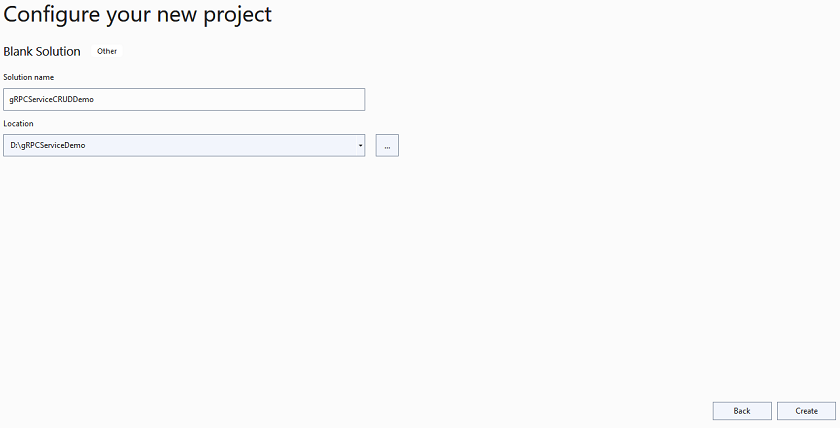 Configure your new project
Blank Solution Other
Solution name
gRPCServiceCRUDDemo
Location
D:\gRPCServiceDemo
...
Back Create